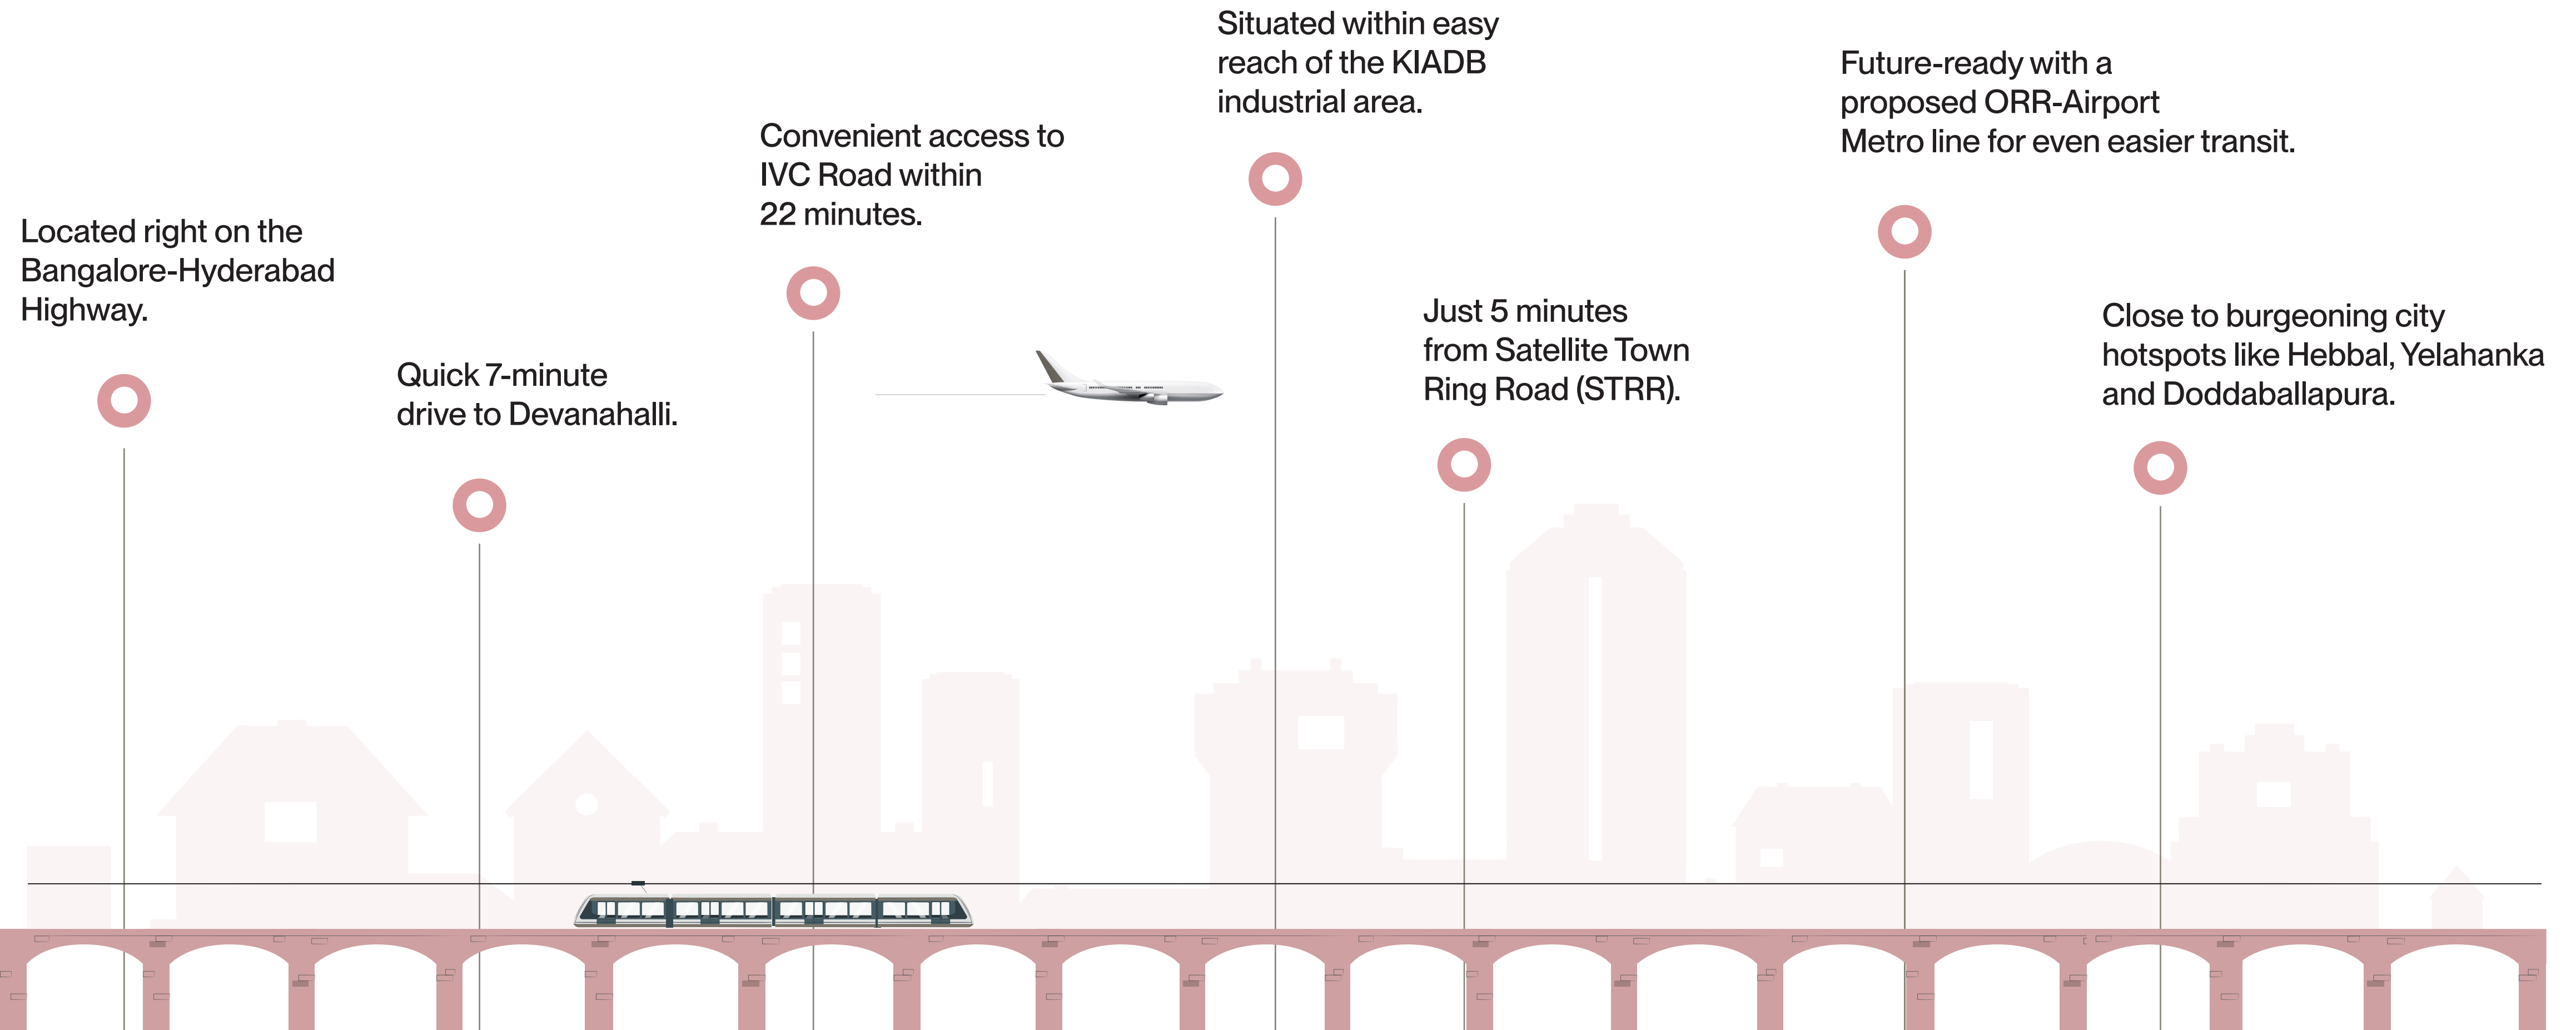 Located right on the
Bangalore-Hyderabad
Highway.
Quick 7-minute
drive to Devanahalli.
Convenient access to
IVC Road within
22 minutes.
Situated within easy
reach of the KIADB
industrial area.
Just 5 minutes
from Satellite Town
Ring Road (STRR).
Future-ready with a
proposed ORR-Airport
Metro line for even easier transit.
Close to burgeoning city
hotspots like Hebbal, Yelahanka
and Doddaballapura.